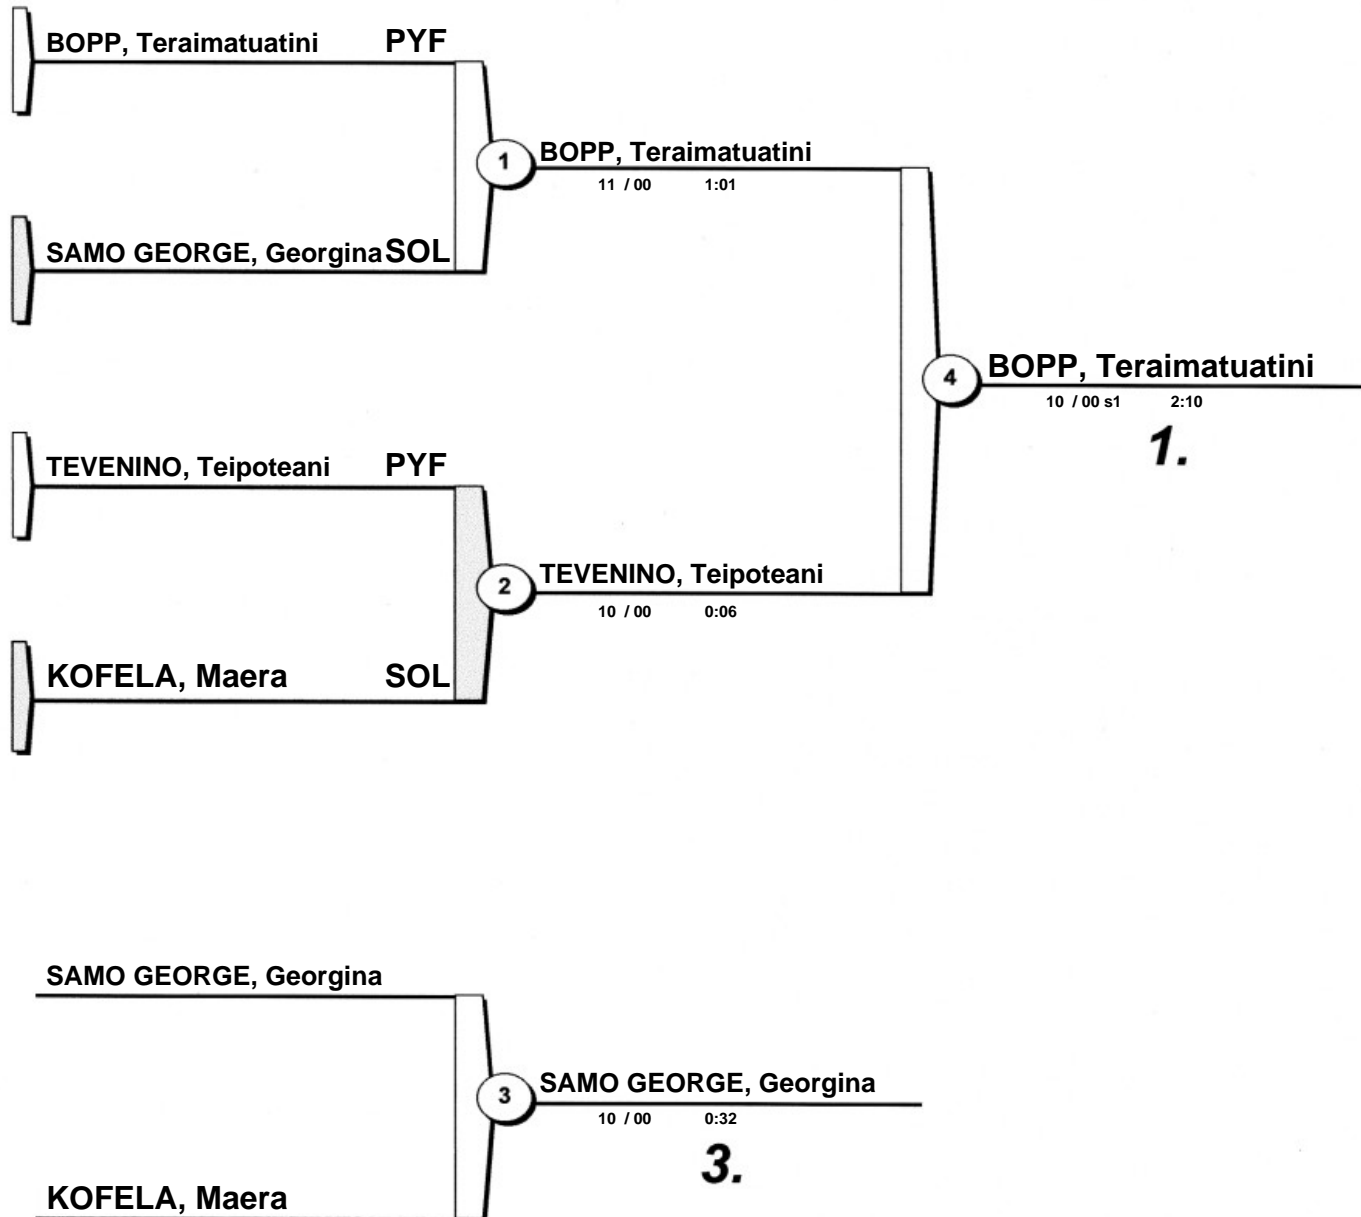 BOPP, Teraimatuatini PYF
1 BOPP, Teraimatuatini
11 / 00 1:01
SAMO GEORGE, Georgina SOL
4 BOPP, Teraimatuatini
10 / 00 s1 2:10
1.
TEVENINO, Teipoteani PYF
2 TEVENINO, Teipoteani
10 / 00 0:06
KOFELA, Maera SOL
SAMO GEORGE, Georgina
3 SAMO GEORGE, Georgina
10 / 00 0:32
3.
KOFELA, Maera